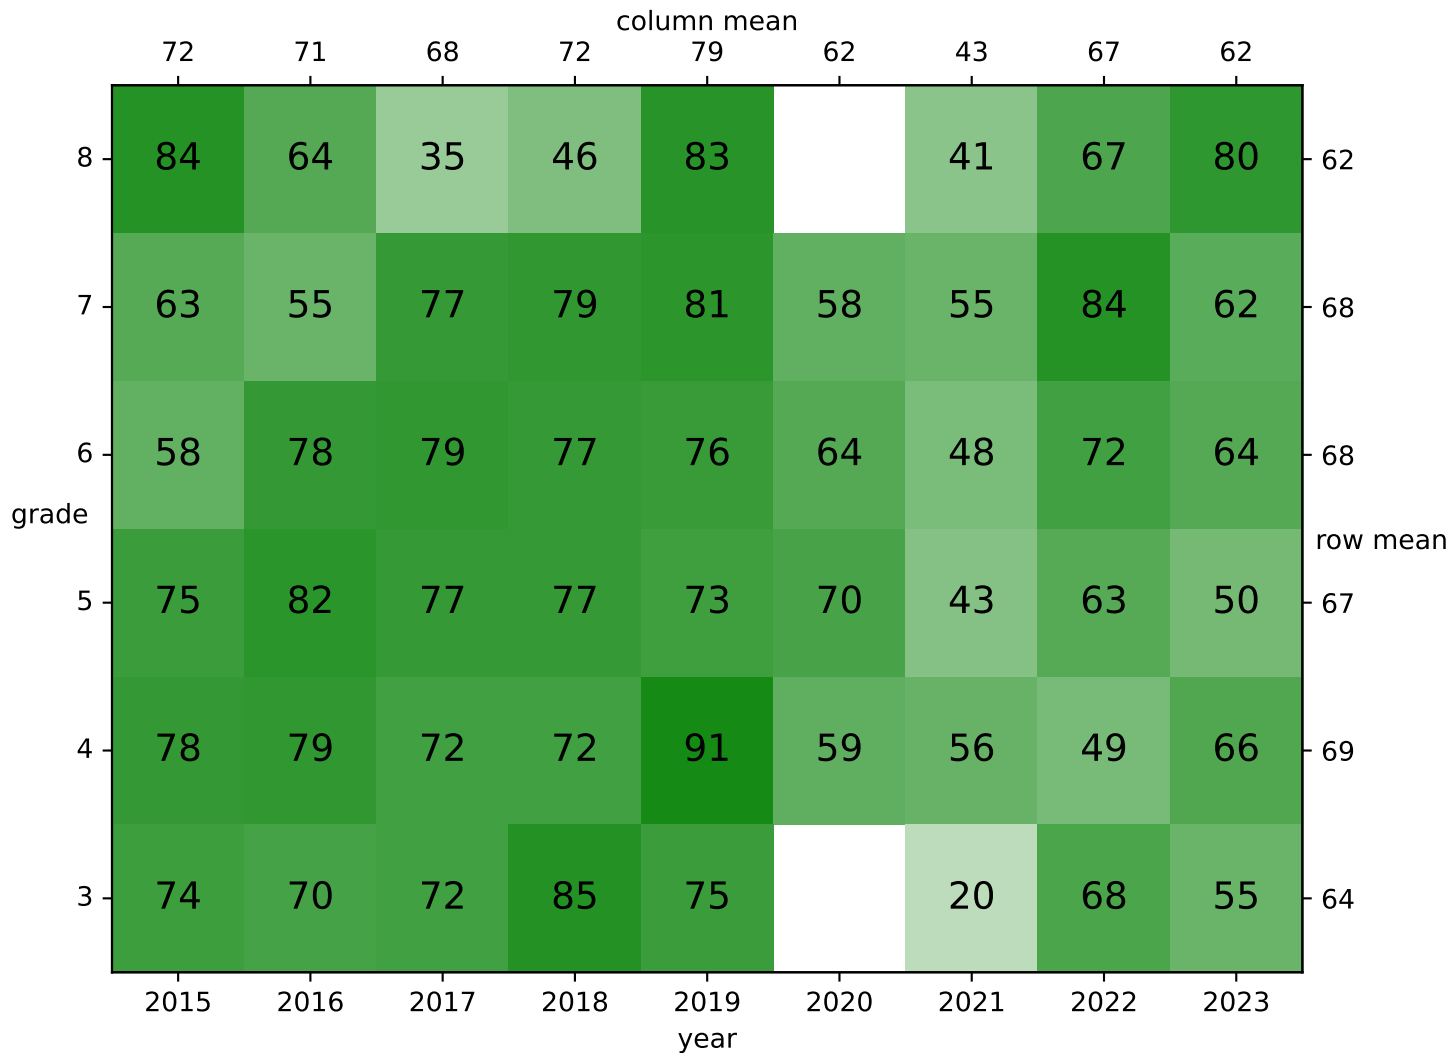 column mean
72 71 68 72 79 62 43 67 62
8 84 64 35 46 83 41 67 80 62
7 63 55 77 79 81 58 55 84 62 68
6 58 78 79 77 76 64 48 72 64 68
grade
row mean
5 75 82 77 77 73 70 43 63 50 67
4 78 79 72 72 91 59 56 49 66 69
3 74 70 72 85 75 20 68 55 64
2015 2016 2017 2018 2019 2020 2021 2022 2023
year